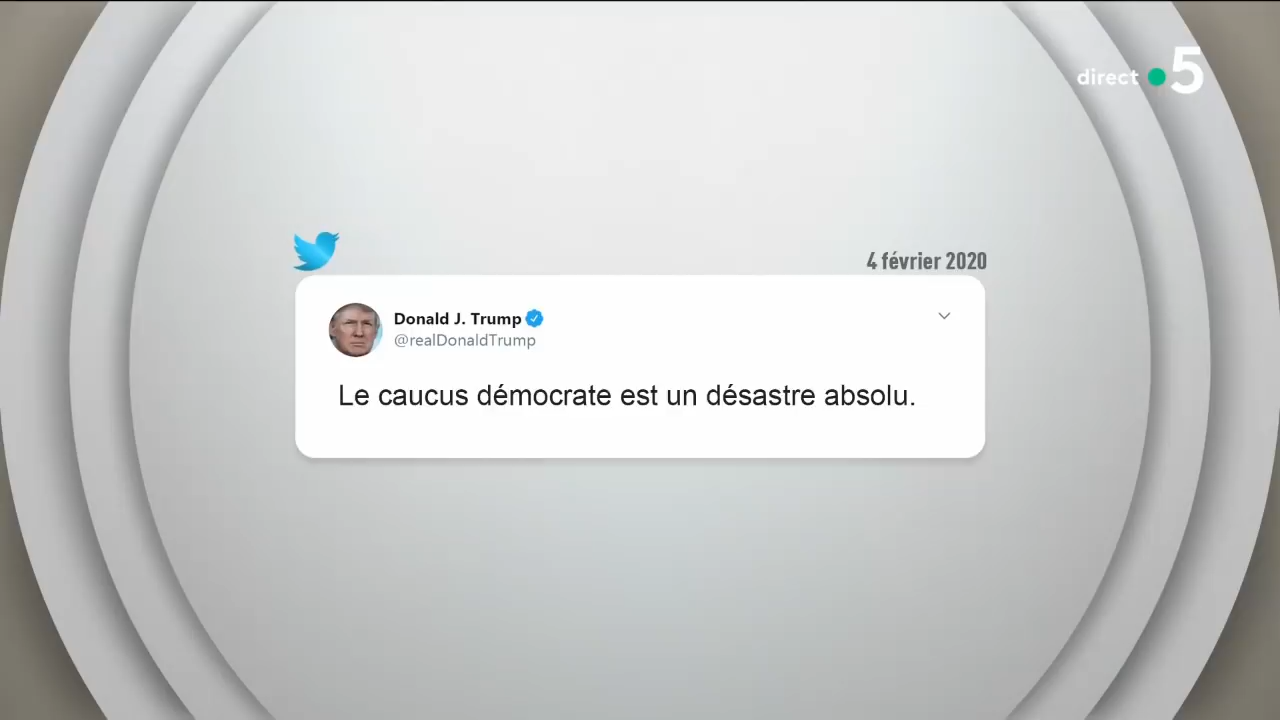 direct 5
4 février 2020
Donald J. Trump
@realDonaldTrump
Le caucus démocrate est un désastre absolu.